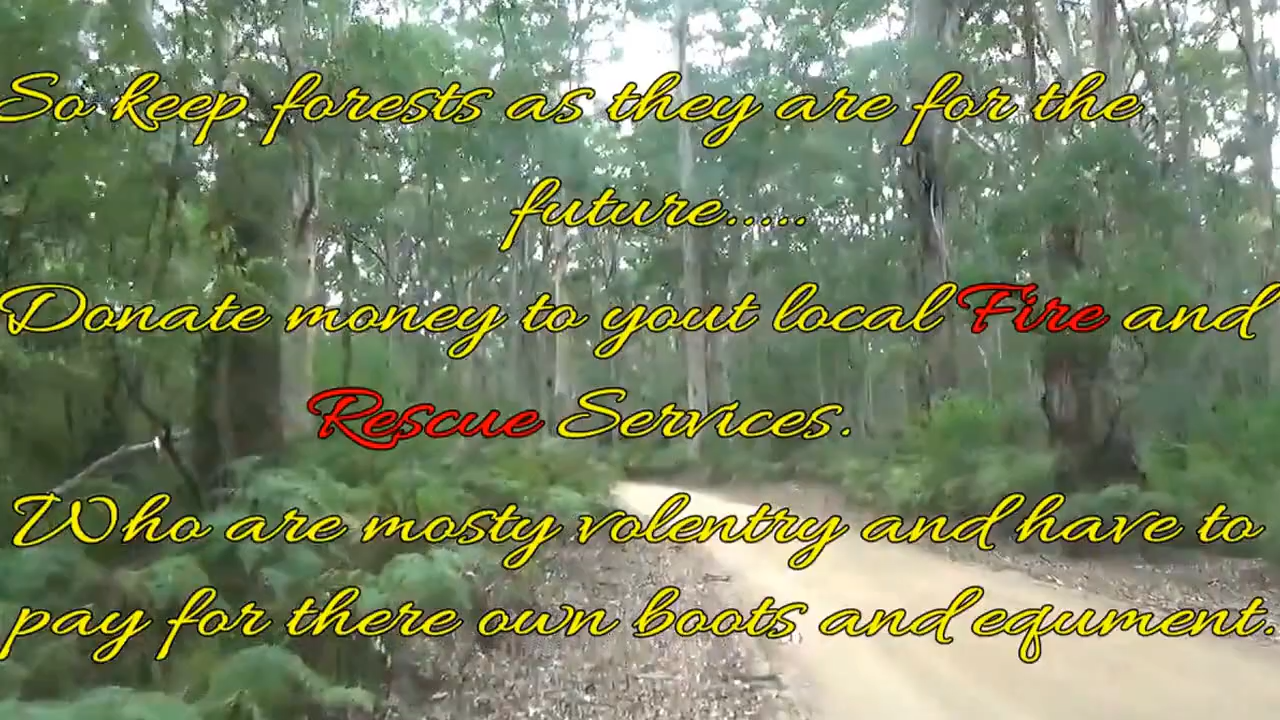 So keep forests as they are for the
future.....
Donate money to yout local Fire and
Rescue Services.
Who are mosty volentry and have to
pay for there own boots and equment.